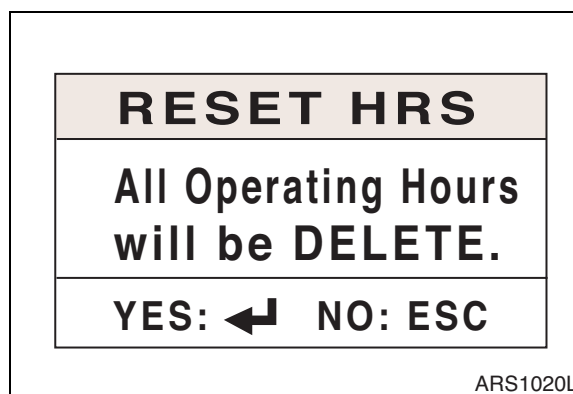 RESET HRS
All Operating Hours
will be DELETE.
YES: ↵ NO: ESC
ARS1020L